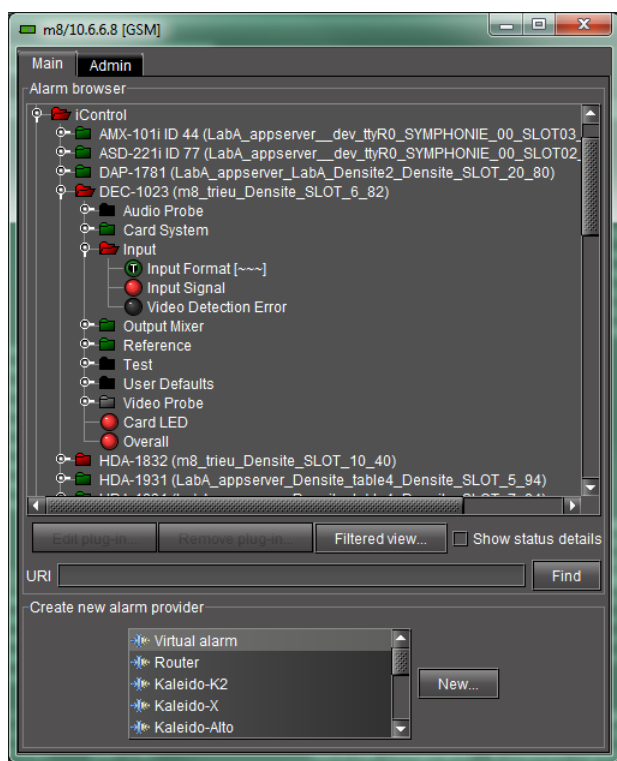 m8/10.6.6.8 [GSM]
Main Admin
Alarm browser
iControl
AMX-101i ID 44 (LabA_appserver__dev_ttyR0_SYMPHONIE_00_SLOT03_
ASD-221i ID 77 (LabA_appserver__dev_ttyR0_SYMPHONIE_00_SLOT02_
DAP-1781 (LabA_appserver_LabA_Densite2_Densite_SLOT_20_80)
DEC-1023 (m8_trieu_Densite_SLOT_6_82)
Audio Probe
Card System
Input
T Input Format [~~~]
Input Signal
Video Detection Error
Output Mixer
Reference
Test
User Defaults
Video Probe
Card LED
Overall
HDA-1832 (m8_trieu_Densite_SLOT_10_40)
HDA-1931 (LabA_appserver_Densite_table4_Densite_SLOT_5_94)
Edit plug-in... Remove plug-in... Filtered view... Show status details
URI Find
Create new alarm provider
Virtual alarm
Router
Kaleido-K2
Kaleido-X
Kaleido-Alto
New...